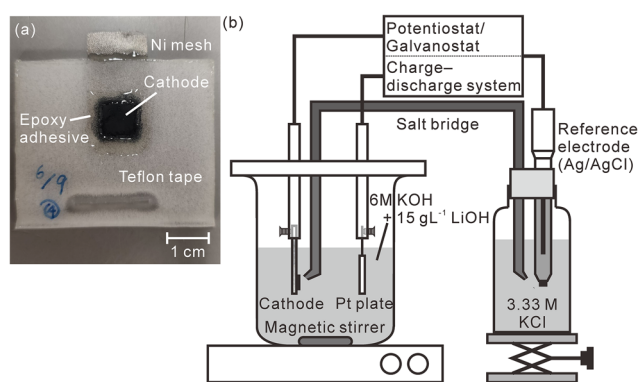 (a)
Ni mesh
Cathode
Epoxy
adhesive
Teflon tape
6/9
1 cm
(b)
Potentiostat/
Galvanostat
Charge–
discharge system
Salt bridge
Reference
electrode
(Ag/AgCl)
6M KOH
+ 15 gL⁻¹ LiOH
Cathode
Pt plate
Magnetic stirrer
3.33 M
KCl